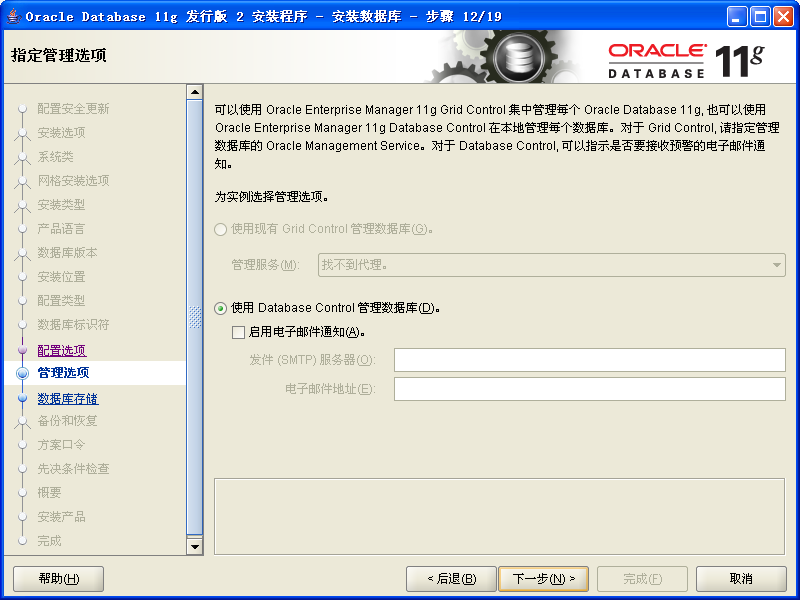 Oracle Database 11g 发行版 2 安装程序 - 安装数据库 - 步骤 12/19
指定管理选项
ORACLE
DATABASE 11g
配置安全更新
安装选项
系统类
网格安装选项
安装类型
产品语言
数据库版本
安装位置
配置类型
数据库标识符
配置选项
管理选项
数据库存储
备份和恢复
方案口令
先决条件检查
概要
安装产品
完成
可以使用 Oracle Enterprise Manager 11g Grid Control 集中管理每个 Oracle Database 11g, 也可以使用
Oracle Enterprise Manager 11g Database Control 在本地管理每个数据库。对于 Grid Control, 请指定管理
数据库的 Oracle Management Service。对于 Database Control, 可以指示是否要接收预警的电子邮件通
知。
为实例选择管理选项。
使用现有 Grid Control 管理数据库(G)。
管理服务(M): 找不到代理。
使用 Database Control 管理数据库(D)。
启用电子邮件通知(A)。
发件 (SMTP) 服务器(O):
电子邮件地址(E):
帮助(H) < 后退(B) 下一步(N) > 完成(F) 取消